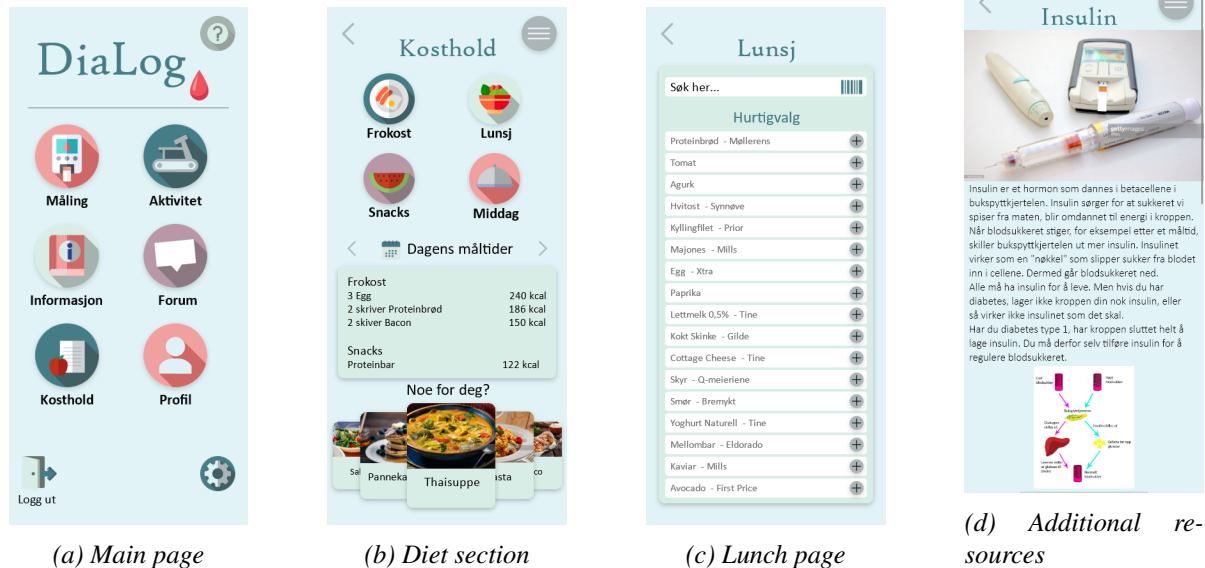 DiaLog
?
Måling
Aktivitet
Informasjon
Forum
Kosthold
Profil
Logg ut
(a) Main page
Kosthold
Frokost
Lunsj
Snacks
Middag
Dagens måltider
Frokost
3 Egg 240 kcal
2 skriver Proteinbrød 186 kcal
2 skiver Bacon 150 kcal
Snacks
Proteinbar 122 kcal
Noe for deg?
Thaisuppe
(b) Diet section
Lunsj
Søk her...
Hurtigvalg
Proteinbrød - Møllerens
Tomat
Agurk
Hvitost - Synnøve
Kyllingfilet - Prior
Majones - Mills
Egg - Xtra
Paprika
Lettmelk 0,5% - Tine
Kokt Skinke - Gilde
Cottage Cheese - Tine
Skyr - Q-meieriene
Smør - Bremykt
Yoghurt Naturell - Tine
Mellombar - Eldorado
Kaviar - Mills
Avocado - First Price
(c) Lunch page
Insulin
gettyimages
Insulin er et hormon som dannes i betacellene i
bukspyttkjertelen. Insulin sørger for at sukkeret vi
spiser fra maten, blir omdannet til energi i kroppen.
Når blodsukkeret stiger, for eksempel etter et måltid,
skiller bukspyttkjertelen ut mer insulin. Insulinet
virker som en "nøkkel" som slipper sukker fra blodet
inn i cellene. Dermed går blodsukkeret ned.
Alle må ha insulin for å leve. Men hvis du har
diabetes, lager ikke kroppen din nok insulin, eller
så virker ikke insulinet som det skal.
Har du diabetes type 1, har kroppen sluttet helt å
lage insulin. Du må derfor selv tilføre insulin for å
regulere blodsukkeret.
(d) Additional re-
sources